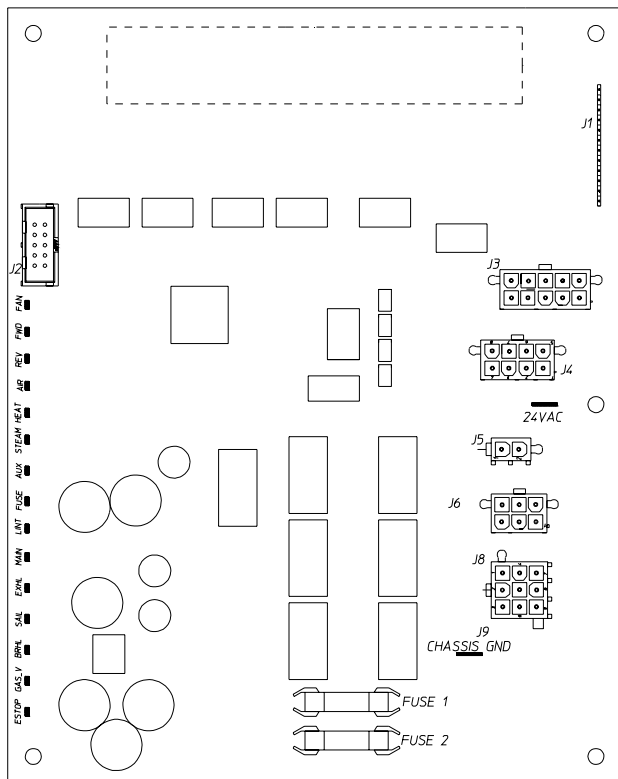 J1
J2
J3
FAN
FWD
REV
J4
AIR
24VAC
HEAT
STEAM
J5
AUX
FUSE
J6
LINT
MAIN
J8
EXHL
SAIL
J9
CHASSIS GND
BRHL
GAS_V
FUSE 1
ESTOP
FUSE 2